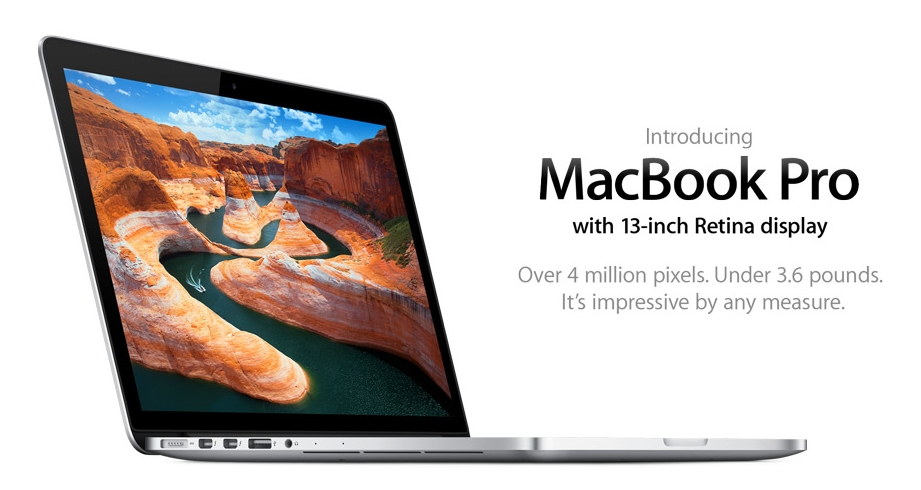 Introducing
MacBook Pro
with 13-inch Retina display
Over 4 million pixels. Under 3.6 pounds.
It's impressive by any measure.